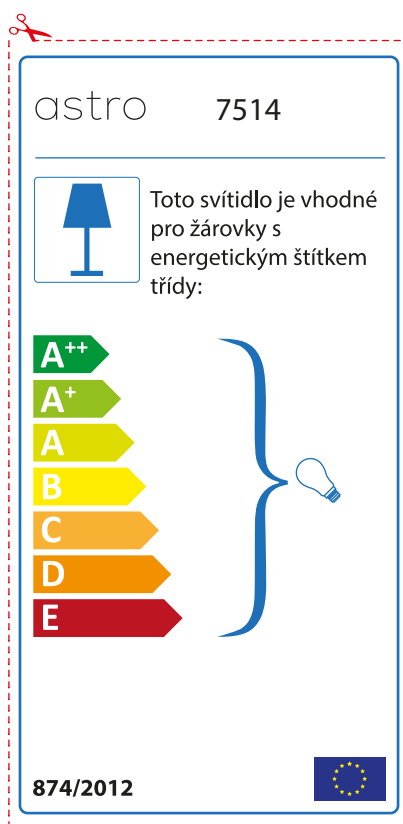 astro 7514
Toto svítidlo je vhodné
pro žárovky s
energetickým štítkem
třídy:
A++
A+
A
B
C
D
E
874/2012